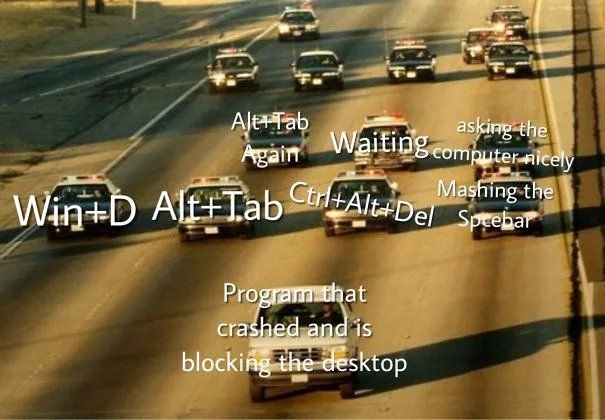 Alt+Tab
Again
Waiting
asking the
computer nicely
Win+D
Alt+Tab
Ctrl+Alt+Del
Mashing the
Spcebar
Program that
crashed and is
blocking the desktop